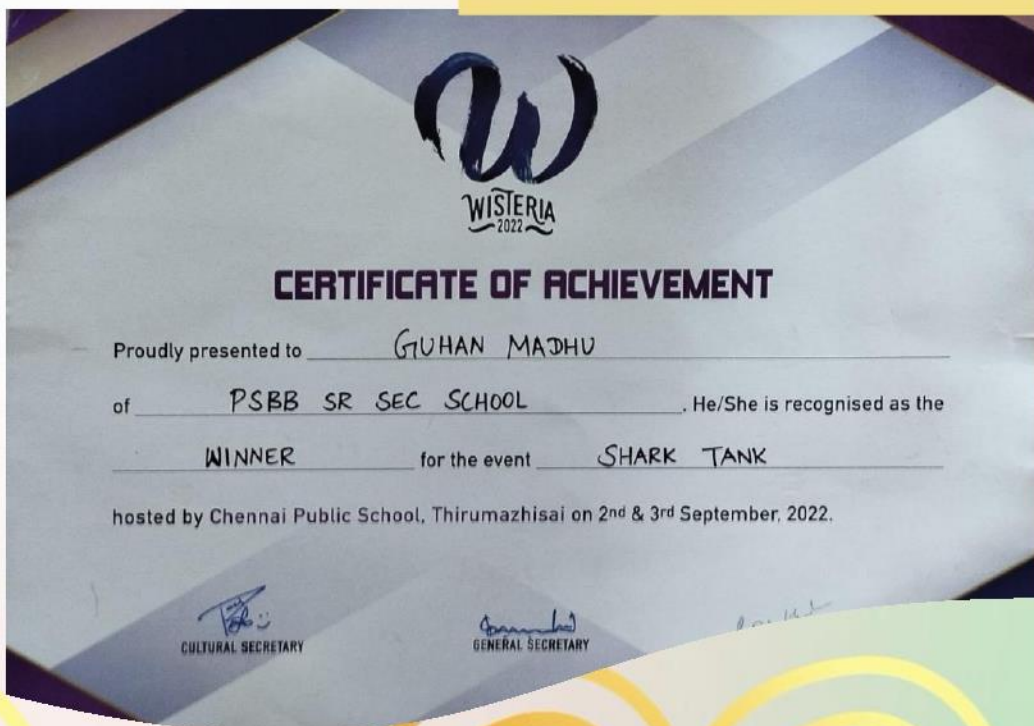 W
WISTERIA
2022
CERTIFICATE OF ACHIEVEMENT
Proudly presented to GUHAN MADHU
of PSBB SR SEC SCHOOL . He/She is recognised as the
WINNER for the event SHARK TANK
hosted by Chennai Public School, Thirumazhisai on 2nd & 3rd September, 2022.
CULTURAL SECRETARY GENERAL SECRETARY